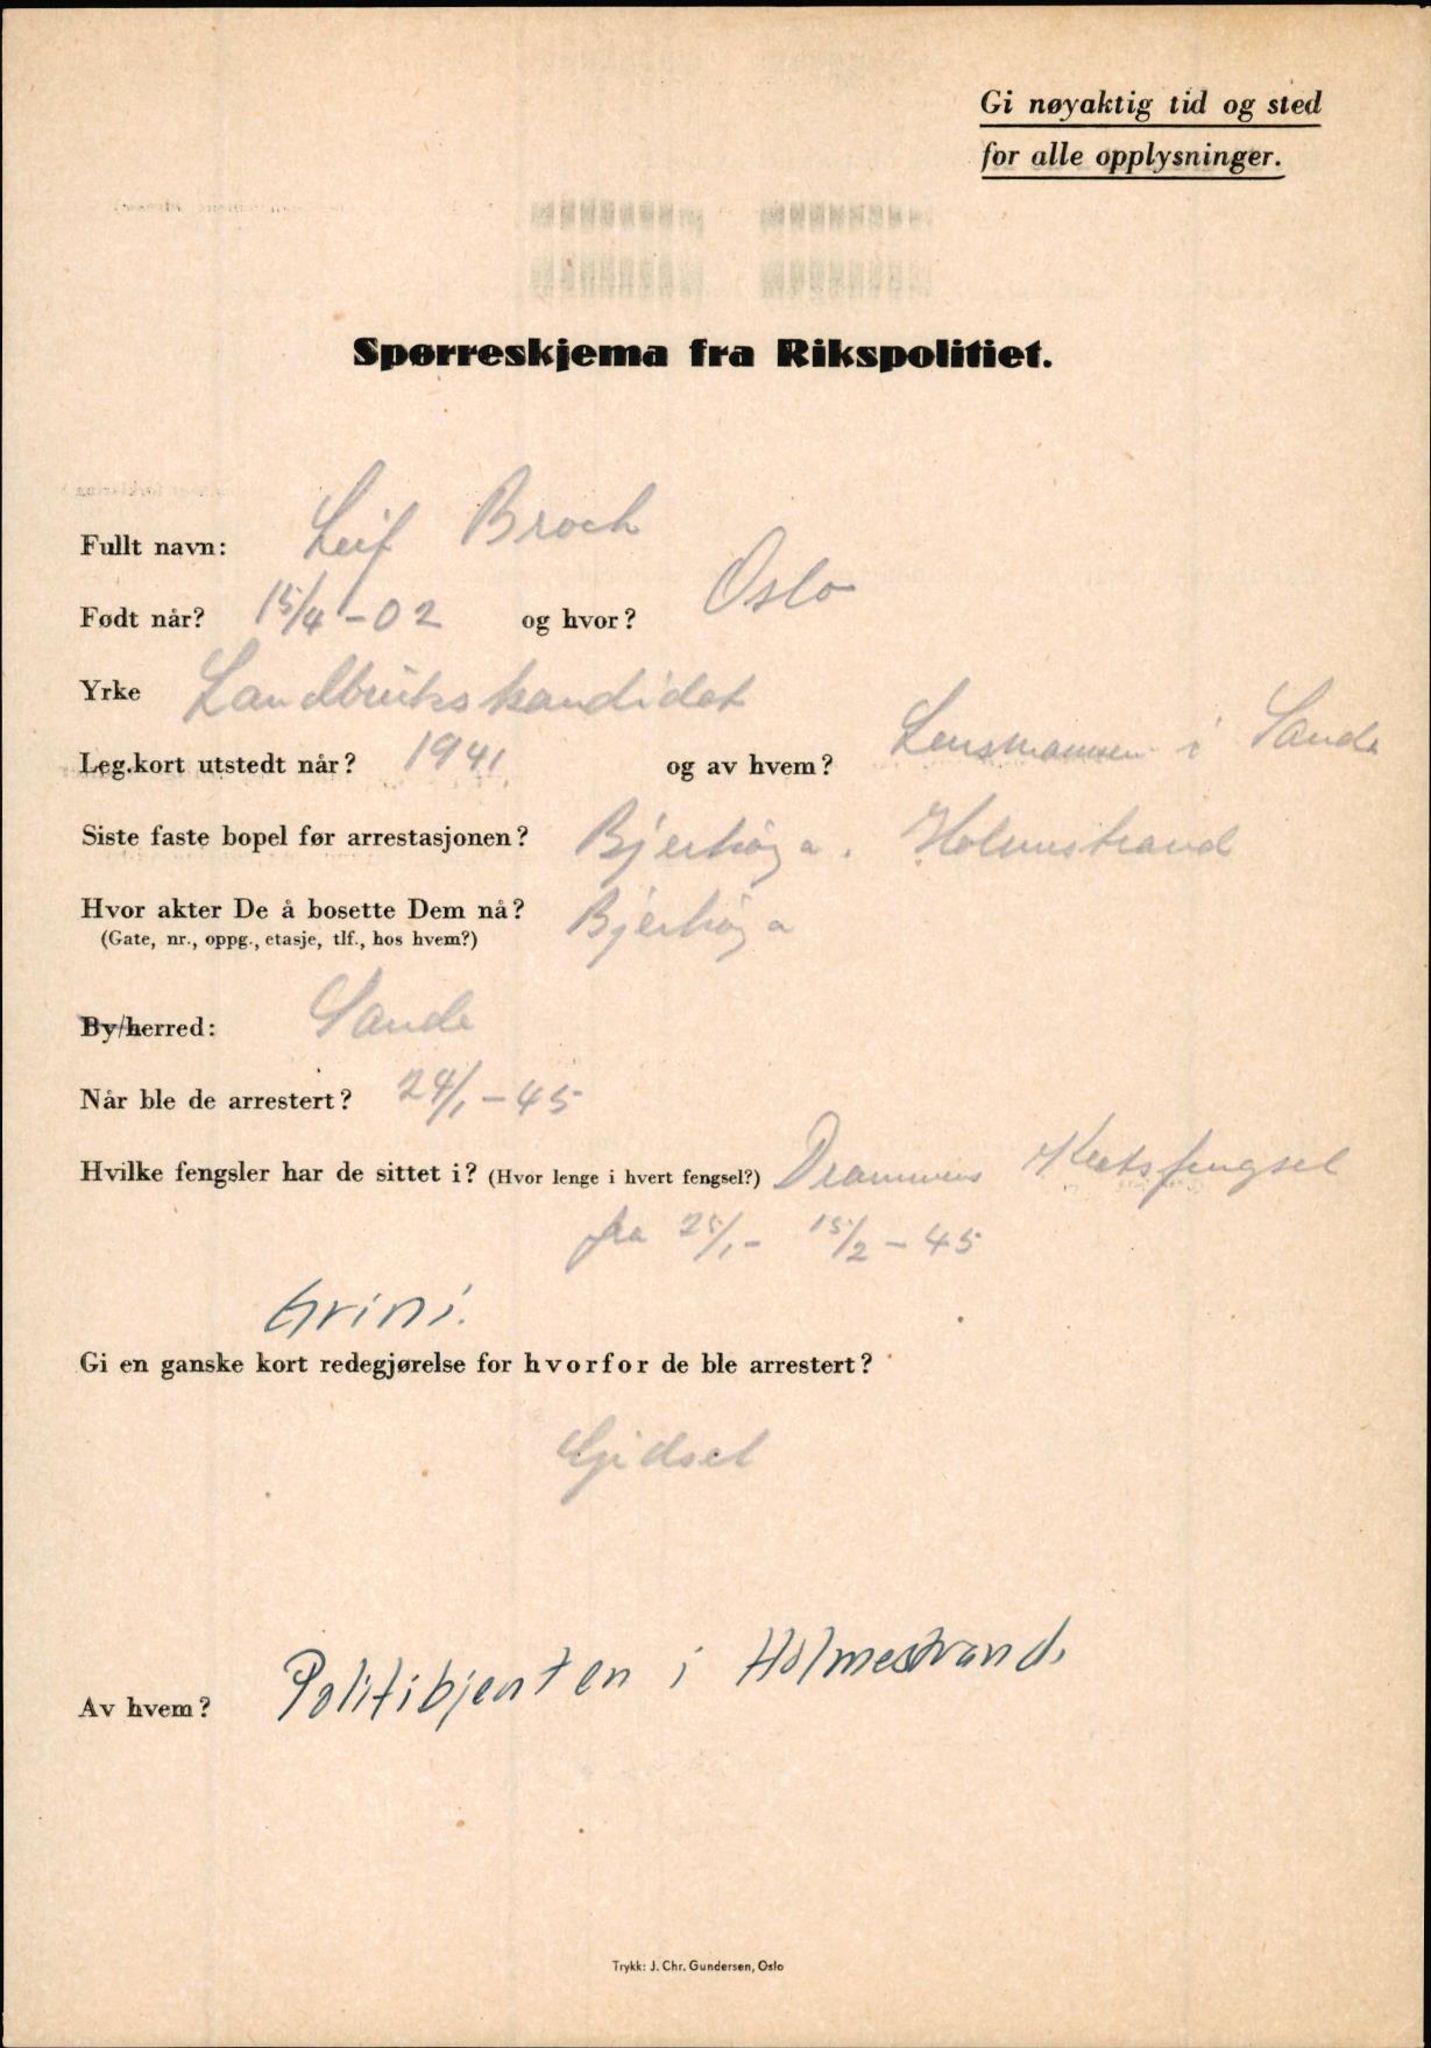 Gi nøyaktig tid og sted
for alle opplysninger.
Spørreskjema fra Rikspolitiet.
Fullt navn: Leif Broch
Født når? 15/4-02 og hvor? Oslo
Yrke Landbrukskandidat
Leg.kort utstedt når? 1941 og av hvem? Lensmannen i Sande
Siste faste bopel før arrestasjonen? Holmestrand
Hvor akter De å bosette Dem nå?
(Gate, nr., oppg., etasje, tlf., hos hvem?)
By/herred: Sande
Når ble de arrestert? 24/1-45
Hvilke fengsler har de sittet i? (Hvor lenge i hvert fengsel?) Drammens Kretsfengsel
fra 25/1- 15/2-45
Grini.
Gi en ganske kort redegjørelse for hvorfor de ble arrestert?
Gidsel
Av hvem? Politibjenten i Holmestrand.
Trykk: J. Chr. Gundersen, Oslo